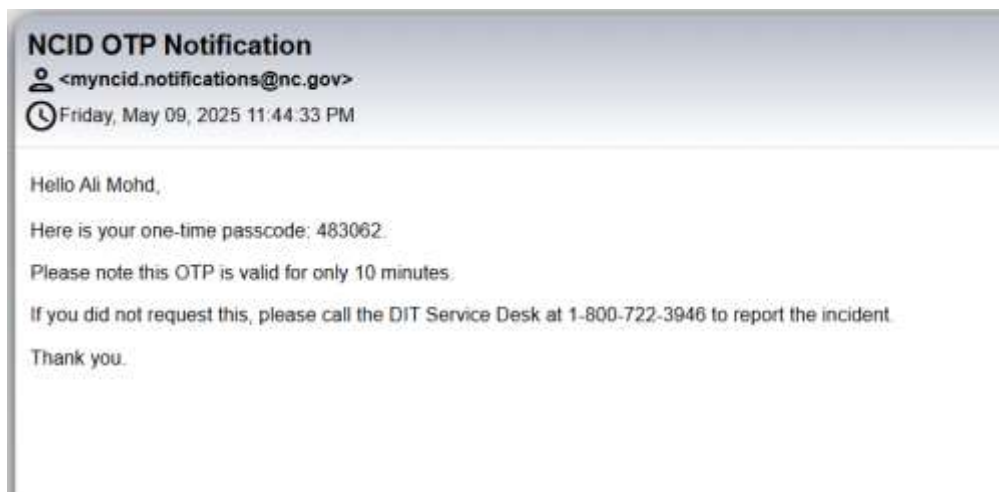 NCID OTP Notification
<myncid.notifications@nc.gov>
Friday, May 09, 2025 11:44:33 PM
Hello Ali Mohd,
Here is your one-time passcode: 483062.
Please note this OTP is valid for only 10 minutes.
If you did not request this, please call the DIT Service Desk at 1-800-722-3946 to report the incident.
Thank you.